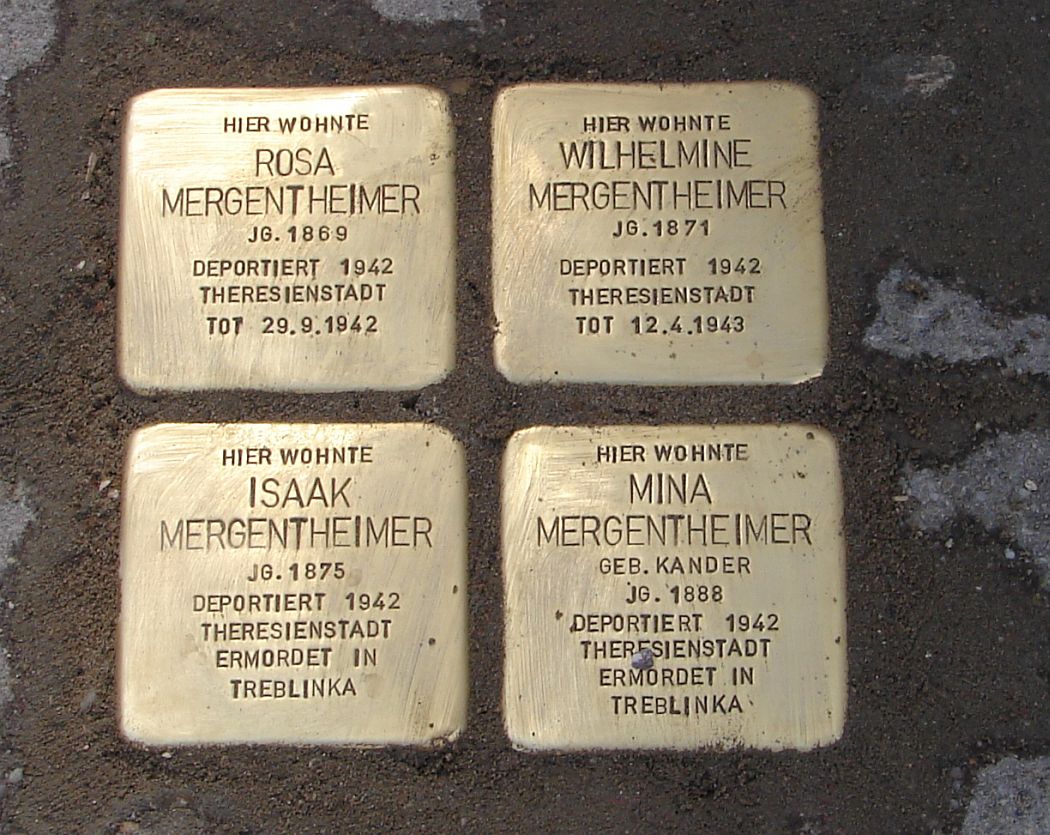 HIER WOHNTE
ROSA
MERGENTHEIMER
JG. 1869
DEPORTIERT 1942
THERESIENSTADT
TOT 29.9.1942
HIER WOHNTE
WILHELMINE
MERGENTHEIMER
JG. 1871
DEPORTIERT 1942
THERESIENSTADT
TOT 12.4.1943
HIER WOHNTE
ISAAK
MERGENTHEIMER
JG. 1875
DEPORTIERT 1942
THERESIENSTADT
ERMORDET IN
TREBLINKA
HIER WOHNTE
MINA
MERGENTHEIMER
GEB. KANDER
JG. 1888
DEPORTIERT 1942
THERESIENSTADT
ERMORDET IN
TREBLINKA